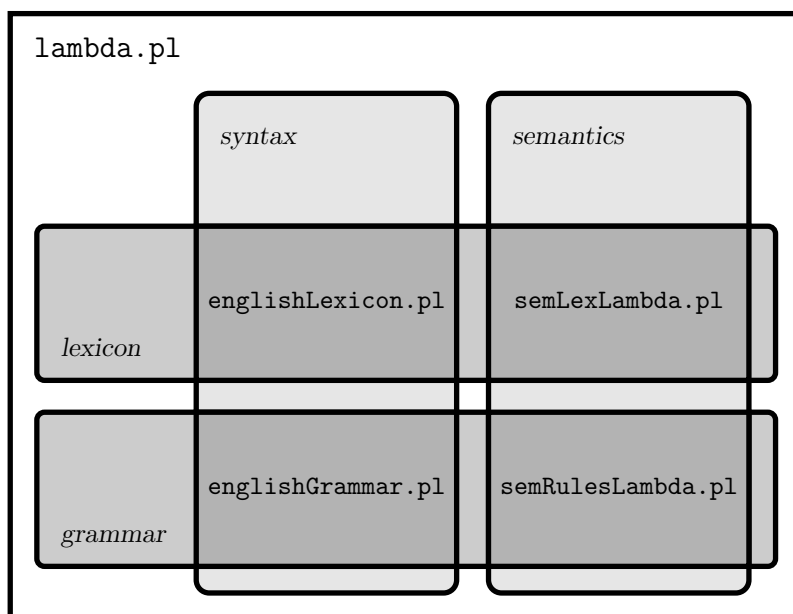 lambda.pl
syntax semantics
englishLexicon.pl semLexLambda.pl
lexicon
englishGrammar.pl semRulesLambda.pl
grammar